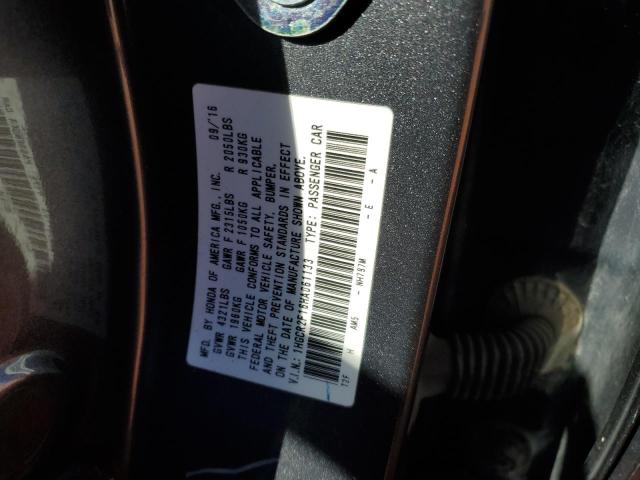 MFD. BY HONDA OF AMERICA MFG., INC. 09/'16
GVWR 4321LBS GAWR F 2315LBS R 2050LBS
GVWR 1960KG GAWR F 1050KG R 930KG
THIS VEHICLE CONFORMS TO ALL APPLICABLE
FEDERAL MOTOR VEHICLE SAFETY, BUMPER,
AND THEFT PREVENTION STANDARDS IN EFFECT
ON THE DATE OF MANUFACTURE SHOWN ABOVE.
V.I.N.: TYPE: PASSENGER CAR
H AMS - NH797M - E - A
T2F